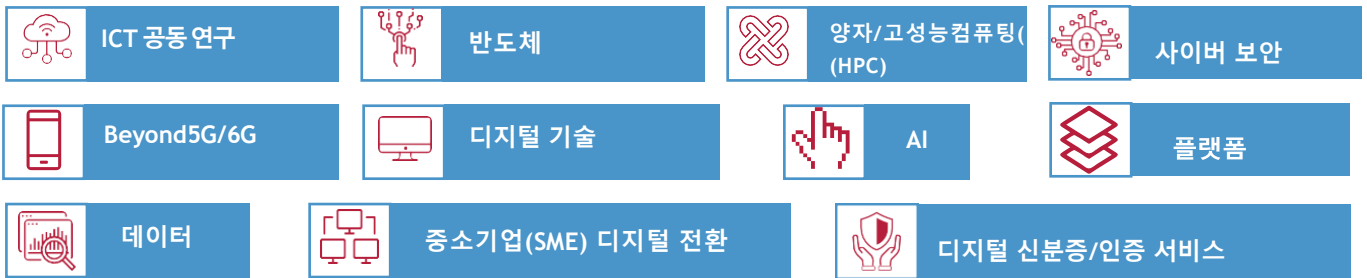 ICT 공동 연구
반도체
양자/고성능컴퓨팅(
(HPC)
사이버 보안
Beyond5G/6G
디지털 기술
AI
플랫폼
데이터
중소기업(SME) 디지털 전환
디지털 신분증/인증 서비스